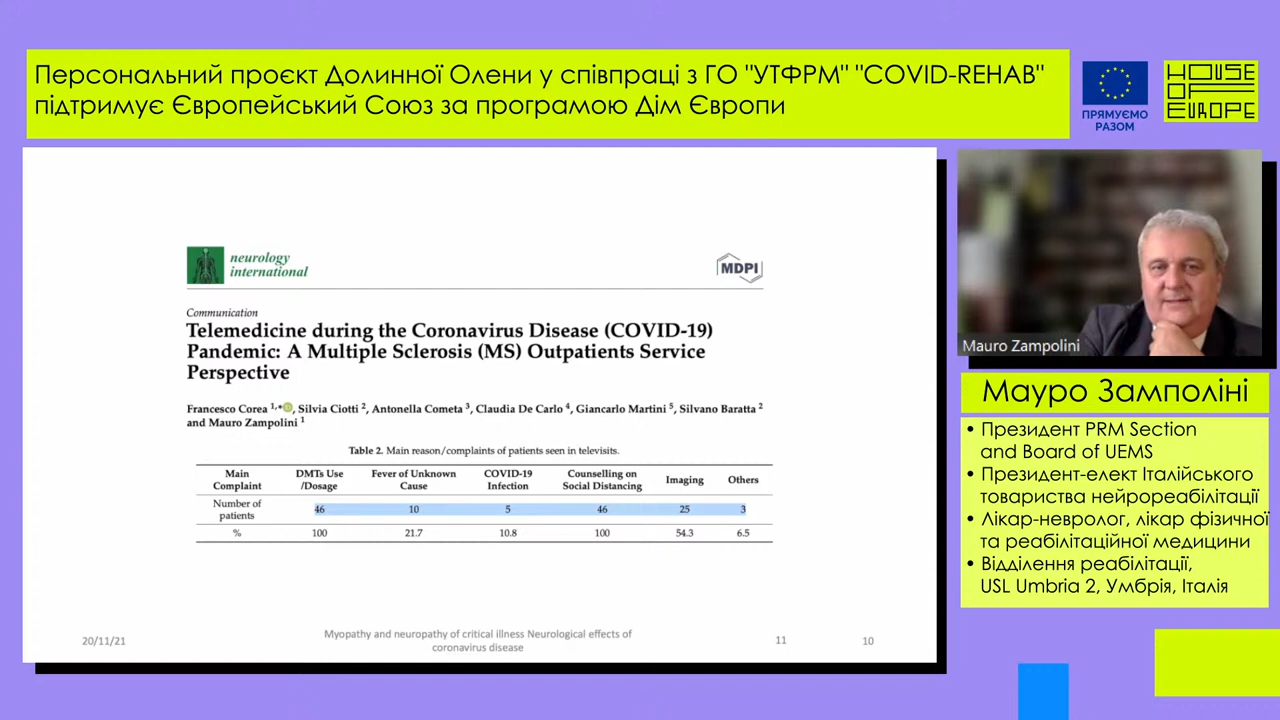 Персональний проєкт Долинної Олени у співпраці з ГО "УТФРМ" "COVID-REHAB"
підтримує Європейський Союз за програмою Дім Європи
ПРЯМУЄМО
РАЗОМ
HOUSE
OF
EUROPE
neurology
international
MDPI
Communication
Telemedicine during the Coronavirus Disease (COVID-19)
Pandemic: A Multiple Sclerosis (MS) Outpatients Service
Perspective
Francesco Corea 1,*, Silvia Ciotti 2, Antonella Cometa 3, Claudia De Carlo 4, Giancarlo Martini 5, Silvano Baratta 2
and Mauro Zampolini 1
Table 2. Main reason/complaints of patients seen in televisits.
Main Complaint DMTs Use /Dosage Fever of Unknown Cause COVID-19 Infection Counselling on Social Distancing Imaging Others
Number of patients 46 10 5 46 25 3
% 100 21.7 10.8 100 54.3 6.5
20/11/21
Myopathy and neuropathy of critical illness Neurological effects of
coronavirus disease
11
10
Mauro Zampolini
Мауро Замполіні
• Президент PRM Section
and Board of UEMS
• Президент-елект Італійського
товариства нейрореабілітації
• Лікар-невролог, лікар фізичної
та реабілітаційної медицини
• Відділення реабілітації,
USL Umbria 2, Умбрія, Італія